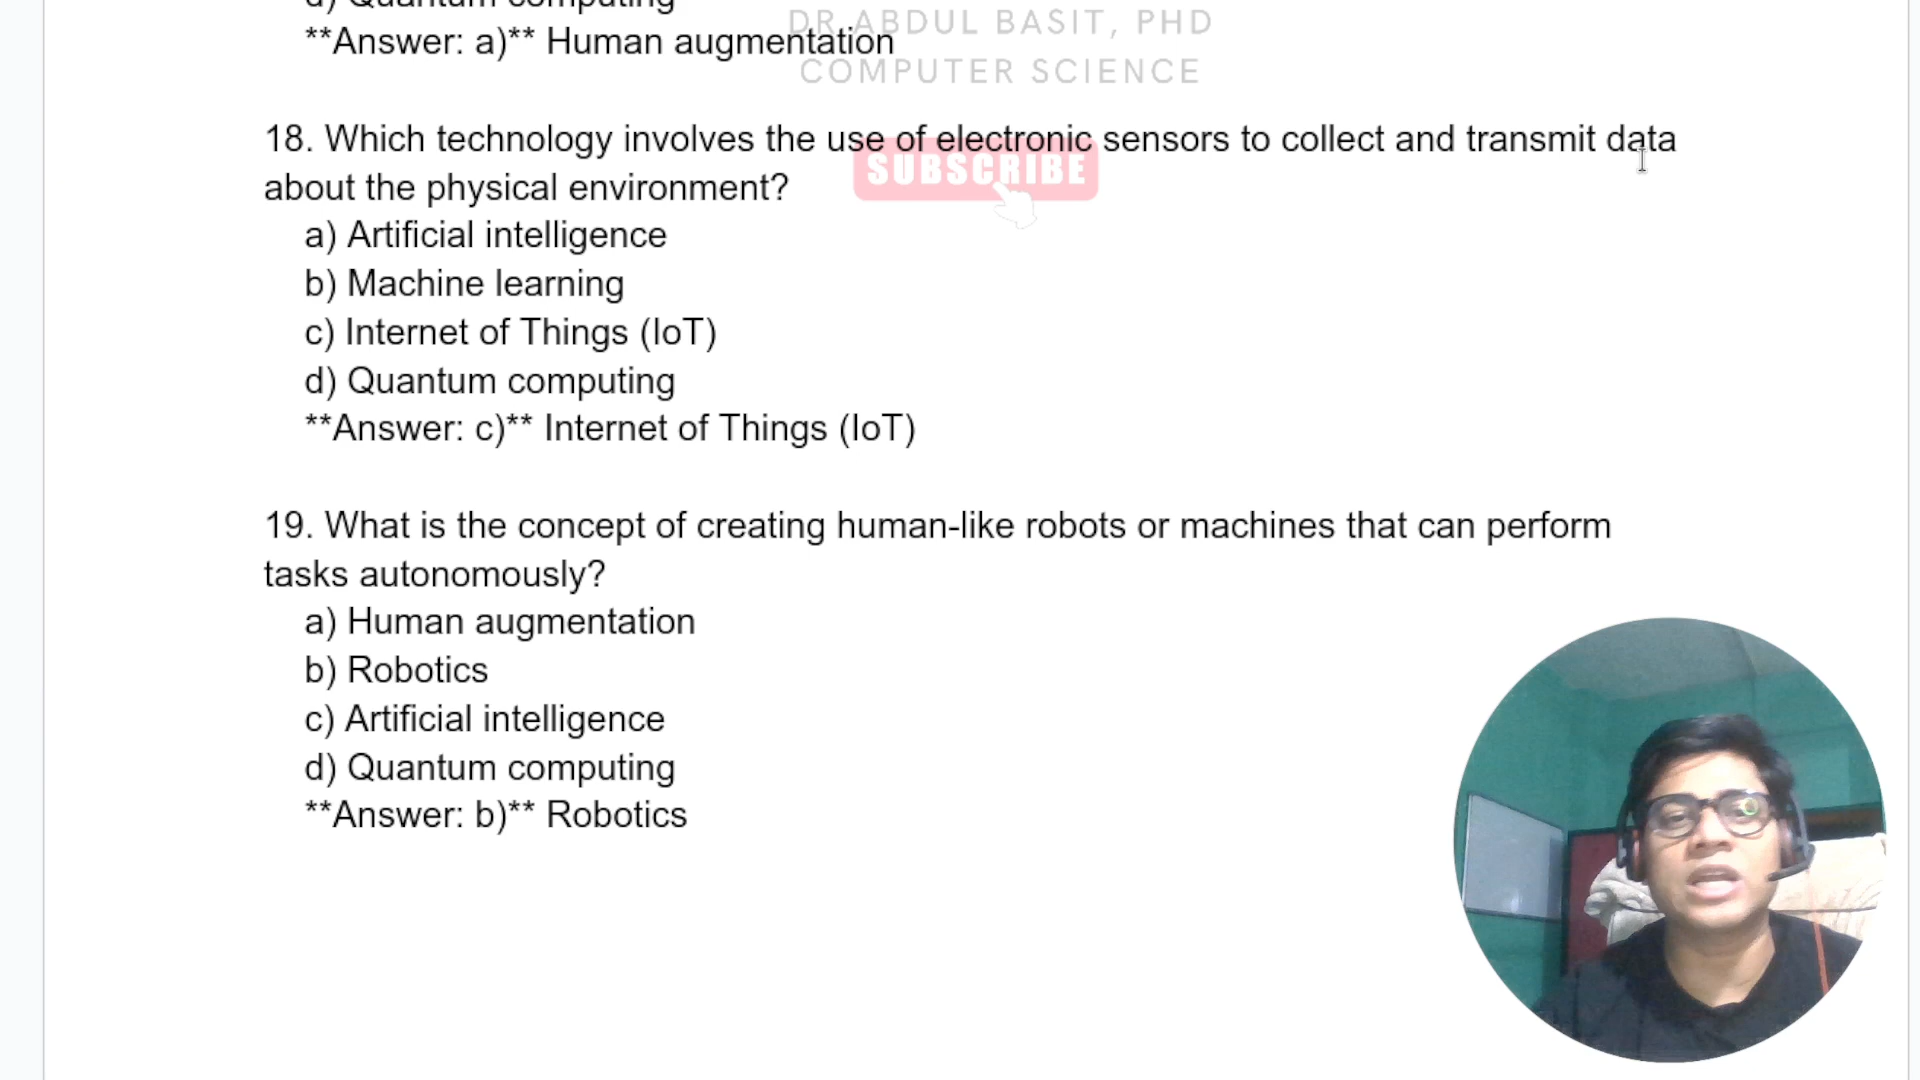 d) Quantum computing
DR ABDUL BASIT, PHD
**Answer: a)** Human augmentation
COMPUTER SCIENCE
18. Which technology involves the use of electronic sensors to collect and transmit data
SUBSCRIBE
about the physical environment?
a) Artificial intelligence
b) Machine learning
c) Internet of Things (IoT)
d) Quantum computing
**Answer: c)** Internet of Things (IoT)
19. What is the concept of creating human-like robots or machines that can perform
tasks autonomously?
a) Human augmentation
b) Robotics
c) Artificial intelligence
d) Quantum computing
**Answer: b)** Robotics